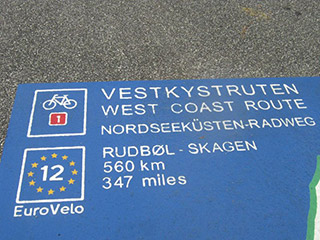 VESTKYSTRUTEN
WEST COAST ROUTE
NORDSEEKÜSTEN-RADWEG
1
RUDBØL - SKAGEN
560 km
347 miles
12
EuroVelo